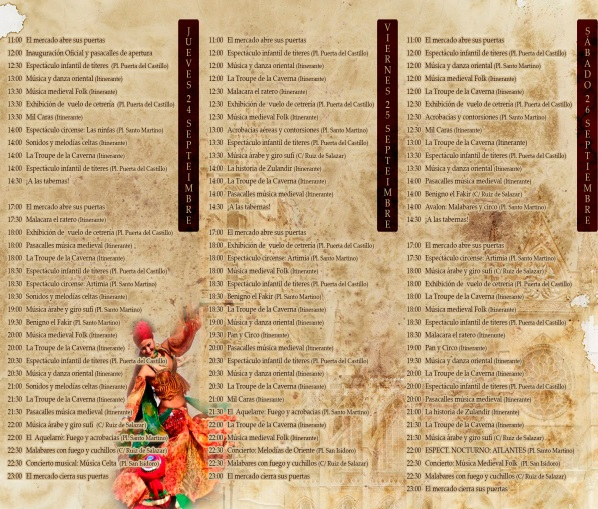 JUEVES 24 SEPTEIMBRE
11:00 El mercado abre sus puertas
12:00 Inauguración Oficial y pasacalles de apertura
12:30 Espectáculo infantil de títeres (Pl. Puerta del Castillo)
13:00 Música y danza oriental (Itinerante)
13:30 Música medieval Folk (Itinerante)
13:30 Exhibición de vuelo de cetrería (Pl. Puerta del Castillo)
13:30 Mil Caras (Itinerante)
14:00 Espectáculo circense: Las ninfas (Pl. Santo Martino)
14:00 Sonidos y melodías celtas (Itinerante)
14:00 La Troupe de la Caverna (Itinerante)
14:00 Espectáculo infantil de títeres (Pl. Puerta del Castillo)
14:30 ¡A las tabernas!
17:00 El mercado abre sus puertas
17:30 Malacara el ratero (Itinerante)
18:00 Exhibición de vuelo de cetrería (Pl. Puerta del Castillo)
18:00 Pasacalles música medieval (Itinerante)
18:00 La Troupe de la Caverna (Itinerante)
18:30 Espectáculo infantil de títeres (Pl. Puerta del Castillo)
18:30 Espectáculo circense: Artimia (Pl. Santo Martino)
18:30 Sonidos y melodías celtas (Itinerante)
19:00 Música árabe y giro sufi (Pl. Santo Martino)
19:30 Benigno el Fakir (Pl. Santo Martino)
20:00 Música medieval Folk (Itinerante)
20:00 La Troupe de la Caverna (Itinerante)
20:30 Espectáculo infantil de títeres (Pl. Puerta del Castillo)
20:30 Música y danza oriental (Itinerante)
21:00 Sonidos y melodías celtas (Itinerante)
21:30 La Troupe de la Caverna (Itinerante)
21:30 Pasacalles música medieval (Itinerante)
21:30 Música árabe y giro sufi (C/ Ruiz de Salazar)
22:00 El Aquelarre: Fuego y acrobacias (Pl. Santo Martino)
22:30 Malabares con fuego y cuchillos (C/ Ruiz de Salazar)
22:30 Concierto musical: Música Celta (Pl. San Isidoro)
23:00 El mercado cierra sus puertas
VIERNES 25 SEPTEIMBRE
11:00 El mercado abre sus puertas
12:00 Espectáculo infantil de títeres (Pl. Puerta del Castillo)
12:00 Música y danza oriental (Itinerante)
12:00 La Troupe de la Caverna (Itinerante)
12:30 Malacara el ratero (Itinerante)
12:30 Exhibición de vuelo de cetrería (Pl. Puerta del Castillo)
12:30 Música medieval Folk (Itinerante)
13:00 Acrobacias aéreas y contorsiones (Pl. Santo Martino)
13:00 La Troupe de la Caverna (Itinerante)
13:30 Música árabe y giro sufi (C/ Ruiz de Salazar)
14:00 La historia de Zulandir (Itinerante)
14:00 La Troupe de la Caverna (Itinerante)
14:00 Pasacalles música medieval (Itinerante)
14:30 ¡A las tabernas!
17:00 El mercado abre sus puertas
18:00 Exhibición de vuelo de cetrería (Pl. Puerta del Castillo)
18:00 Espectáculo circense: Artimia (Pl. Santo Martino)
18:00 Música medieval Folk (Itinerante)
18:30 Espectáculo infantil de títeres (Pl. Puerta del Castillo)
18:30 Benigno el Fakir (Pl. Santo Martino)
18:30 La Troupe de la Caverna (Itinerante)
19:00 Música y danza oriental (Itinerante)
19:30 Pan y Circo (Itinerante)
20:00 Pasacalles música medieval (Itinerante)
20:30 Espectáculo infantil de títeres (Pl. Puerta del Castillo)
20:30 La Troupe de la Caverna (Itinerante)
20:30 La Troupe de la Caverna (Itinerante)
21:00 Mil Caras (Itinerante)
21:30 El Aquelarre: Fuego y acrobacias (Pl. Santo Martino)
22:00 La Troupe de la Caverna (Itinerante)
22:00 Música medieval Folk (Itinerante)
22:30 Concierto: Melodías de Oriente (Pl. San Isidoro)
22:30 Malabares con fuego y cuchillos (C/ Ruiz de Salazar)
23:00 El mercado cierra sus puertas
SÁBADO 26 SEPTIEMBRE
11:00 El mercado abre sus puertas
12:00 Espectáculo infantil de títeres (Pl. Puerta del Castillo)
12:00 Música y danza oriental (Itinerante)
12:00 Música medieval Folk (Itinerante)
12:00 La Troupe de la Caverna (Itinerante)
12:30 Exhibición de vuelo de cetrería (Pl. Puerta del Castillo)
13:00 Acrobacias y contorsiones (Pl. Santo Martino)
12:30 Mil Caras (Itinerante)
13:00 La Troupe de la Caverna (Itinerante)
13:30 Espectáculo infantil de títeres (Pl. Puerta del Castillo)
13:30 Música árabe y giro sufi (C/ Ruiz de Salazar)
14:00 Pasacalles música medieval (Itinerante)
14:00 Benigno el Fakir (C/ Ruiz de Salazar)
14:00 Avalon: Malabares y circo (Pl. Santo Martino)
14:30 ¡A las tabernas!
17:00 El mercado abre sus puertas
17:30 Espectáculo circense: Artimia (Pl. Santo Martino)
18:00 Música árabe y giro sufi (C/ Ruiz de Salazar)
18:00 Exhibición de vuelo de cetrería (Pl. Puerta del Castillo)
18:00 La Troupe de la Caverna (Itinerante)
18:30 Música medieval Folk (Itinerante)
18:30 Espectáculo infantil de títeres (Pl. Puerta del Castillo)
18:30 Malacara el ratero (Itinerante)
19:00 Pan y Circo (Itinerante)
19:30 Música y danza oriental (Itinerante)
20:00 La Troupe de la Caverna (Itinerante)
20:00 Espectáculo infantil de títeres (Pl. Puerta del Castillo)
20:00 Pasacalles música medieval (Itinerante)
21:00 La historia de Zulandir (Itinerante)
21:30 La Troupe de la Caverna (Itinerante)
21:30 Música árabe y giro sufi (C/ Ruiz de Salazar)
22:00 ESPECT. NOCTURNO: ATLANTES (Pl. Santo Martino)
22:30 Concierto: Música Medieval Folk (Pl. San Isidoro)
22:30 Malabares con fuego y cuchillos (C/ Ruiz de Salazar)
23:00 El mercado cierra sus puertas